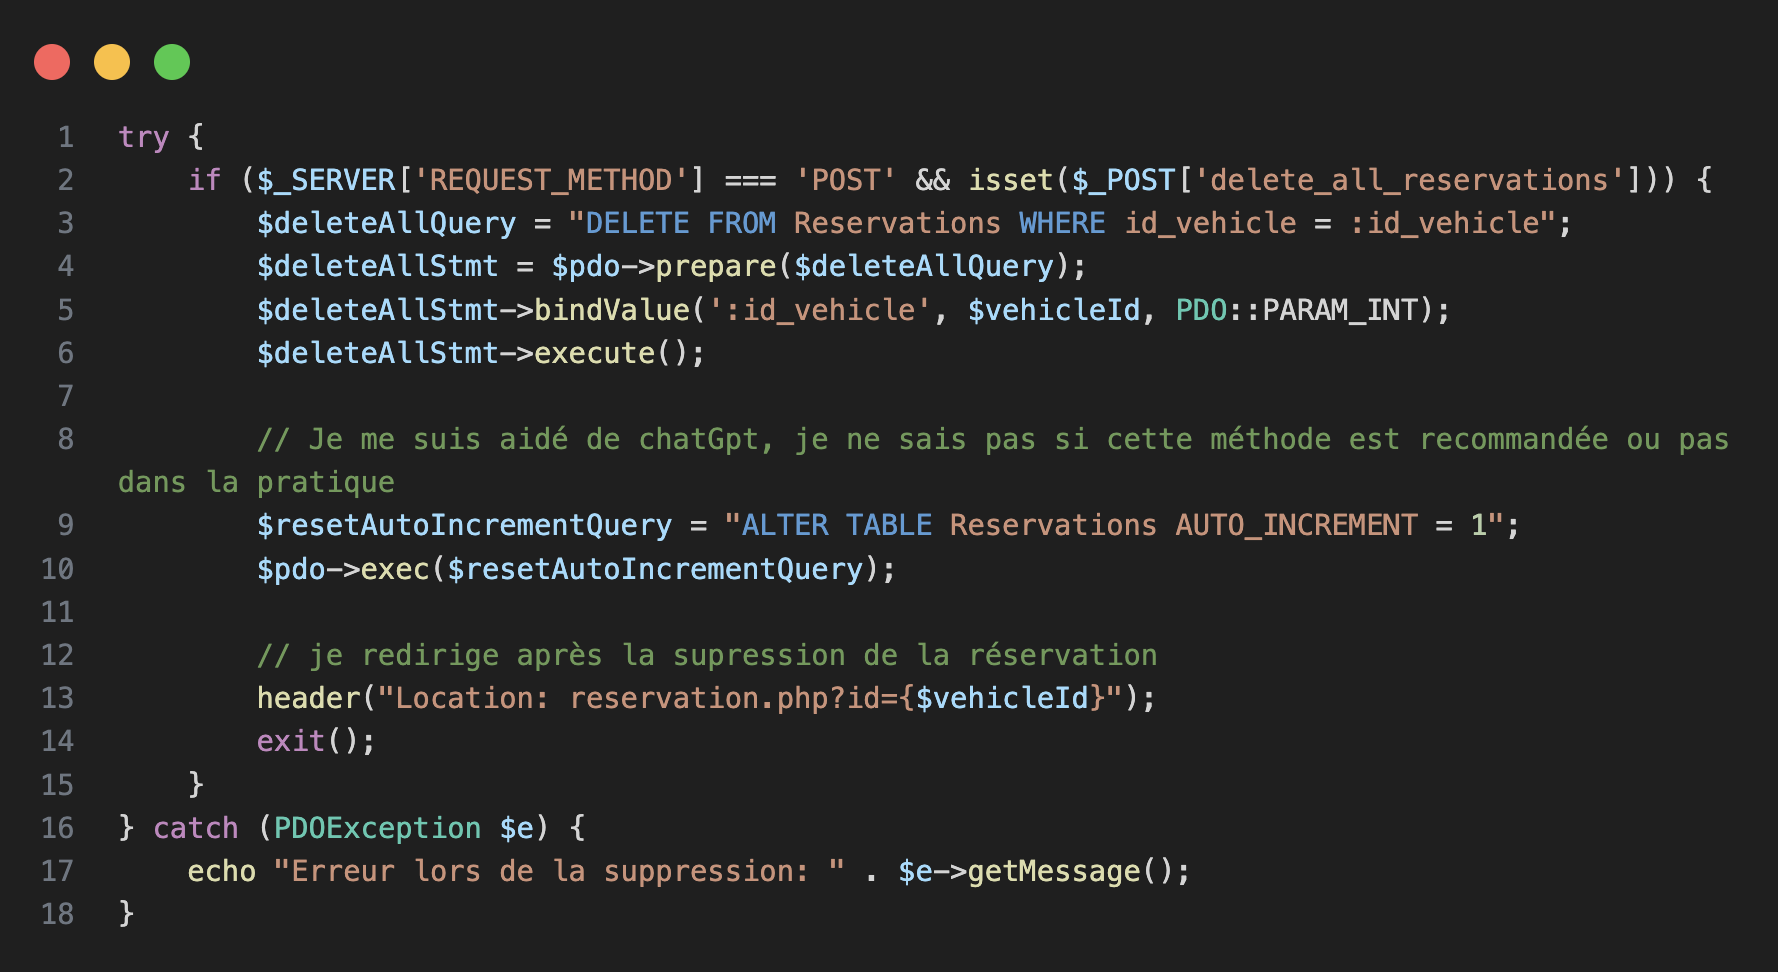 1 try {
2 if ($_SERVER['REQUEST_METHOD'] === 'POST' && isset($_POST['delete_all_reservations'])) {
3 $deleteAllQuery = "DELETE FROM Reservations WHERE id_vehicle = :id_vehicle";
4 $deleteAllStmt = $pdo->prepare($deleteAllQuery);
5 $deleteAllStmt->bindValue(':id_vehicle', $vehicleId, PDO::PARAM_INT);
6 $deleteAllStmt->execute();
7
8 // Je me suis aidé de chatGpt, je ne sais pas si cette méthode est recommandée ou pas
dans la pratique
9 $resetAutoIncrementQuery = "ALTER TABLE Reservations AUTO_INCREMENT = 1";
10 $pdo->exec($resetAutoIncrementQuery);
11
12 // je redirige après la supression de la réservation
13 header("Location: reservation.php?id={$vehicleId}");
14 exit();
15 }
16 } catch (PDOException $e) {
17 echo "Erreur lors de la suppression: " . $e->getMessage();
18 }